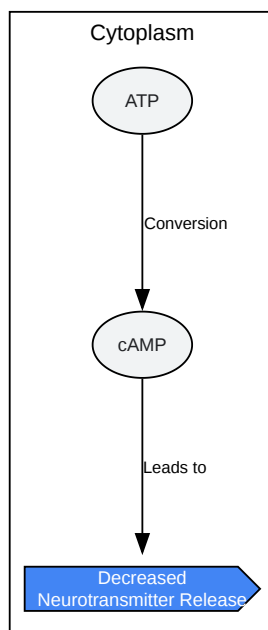 Cytoplasm
ATP
Conversion
cAMP
Leads to
Decreased
Neurotransmitter Release